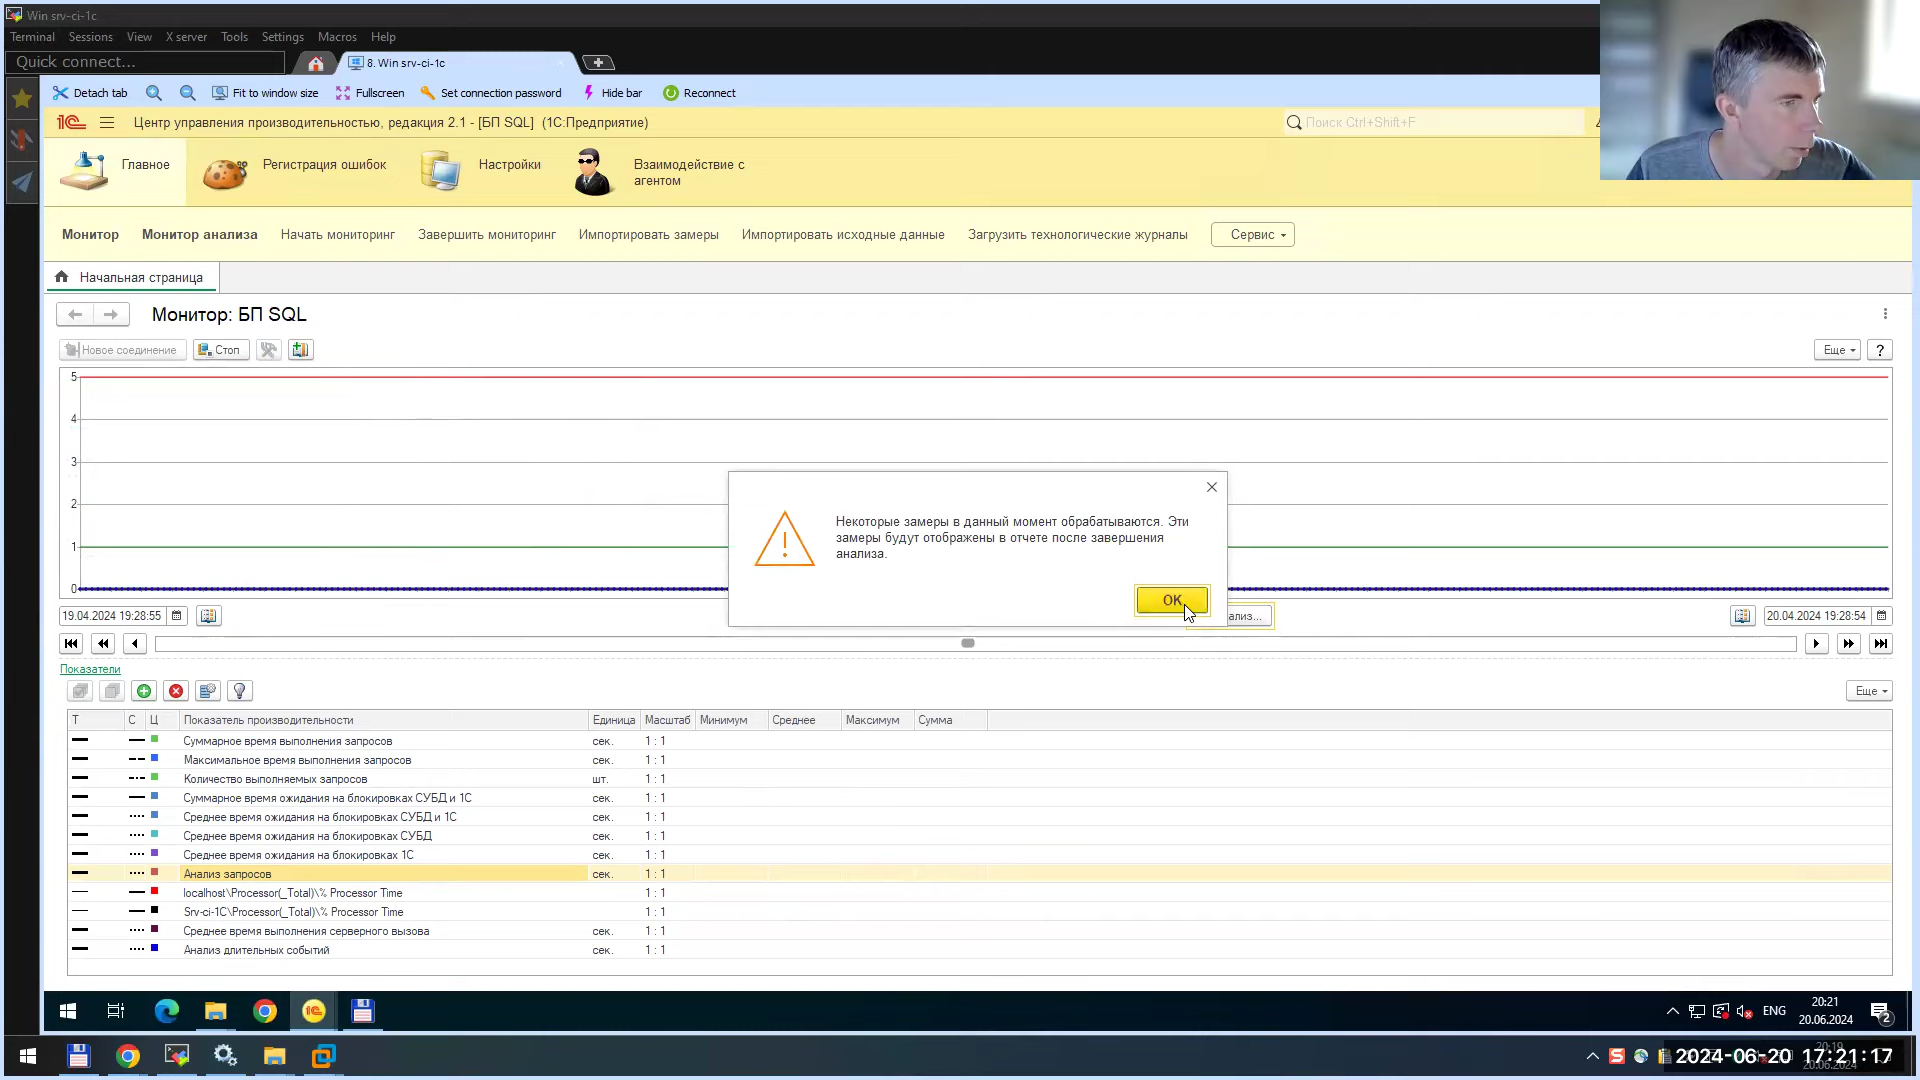 Win srv-ci-1c
Terminal Sessions View X server Tools Settings Macros Help
Quick connect...
8. Win srv-ci-1c
Detach tab Fit to window size Fullscreen Set connection password Hide bar Reconnect
Центр управления производительностью, редакция 2.1 - [БП SQL] (1С:Предприятие)
Поиск Ctrl+Shift+F
Главное
Регистрация ошибок
Настройки
Взаимодействие с
агентом
Монитор Монитор анализа Начать мониторинг Завершить мониторинг Импортировать замеры Импортировать исходные данные Загрузить технологические журналы Сервис
Начальная страница
Монитор: БП SQL
Новое соединение Стоп Еще ?
5
4
3
2
1
0
Некоторые замеры в данный момент обрабатываются. Эти
замеры будут отображены в отчете после завершения
анализа.
OK
19.04.2024 19:28:55 ализ... 20.04.2024 19:28:54
Показатели
Еще
Т С Ц Показатель производительности Единица Масштаб Минимум Среднее Максимум Сумма
Суммарное время выполнения запросов сек. 1 : 1
Максимальное время выполнения запросов сек. 1 : 1
Количество выполняемых запросов шт. 1 : 1
Суммарное время ожидания на блокировках СУБД и 1С сек. 1 : 1
Среднее время ожидания на блокировках СУБД и 1С сек. 1 : 1
Среднее время ожидания на блокировках СУБД сек. 1 : 1
Среднее время ожидания на блокировках 1С сек. 1 : 1
Анализ запросов сек. 1 : 1
localhost\Processor(_Total)\% Processor Time 1 : 1
Srv-ci-1C\Processor(_Total)\% Processor Time 1 : 1
Среднее время выполнения серверного вызова сек. 1 : 1
Анализ длительных событий сек. 1 : 1
ENG
20:21
20.06.2024
2
20:19
20.06.2024
2024-06-20 17:21:17